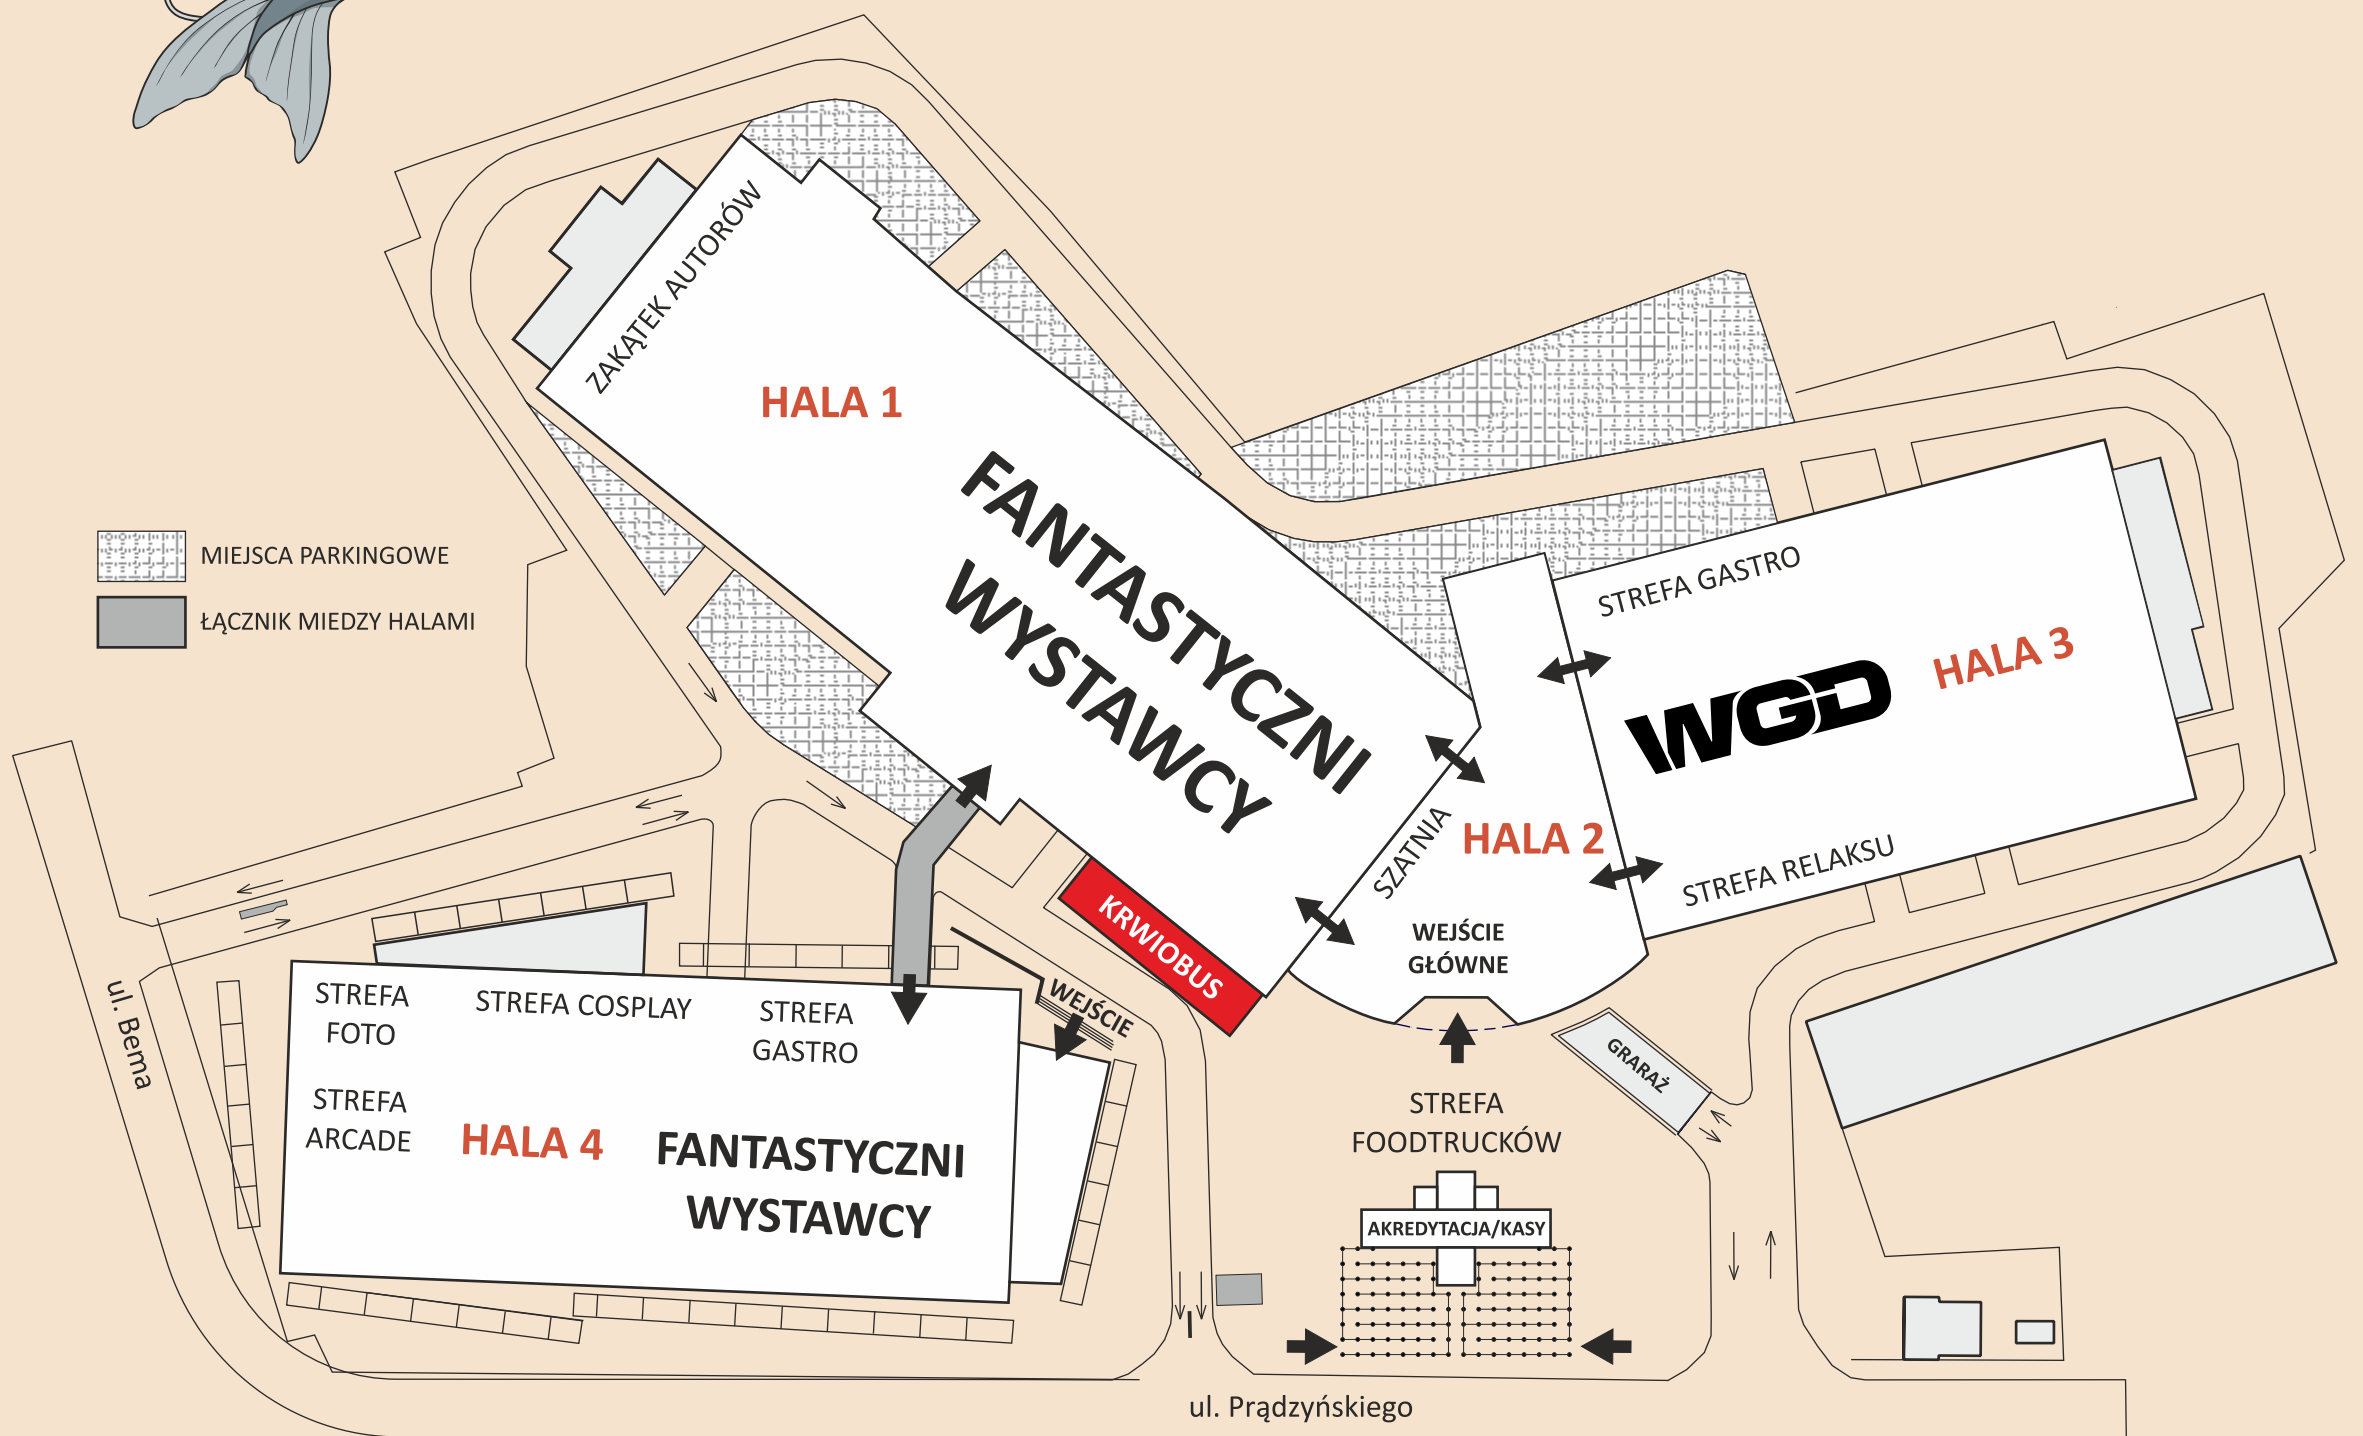 ZAKĄTEK AUTORÓW
HALA 1
FANTASTYCZNI
WYSTAWCY
MIEJSCA PARKINGOWE
ŁĄCZNIK MIEDZY HALAMI
STREFA GASTRO
HALA 3
WGD
STREFA RELAKSU
SZATNIA
HALA 2
WEJŚCIE
GŁÓWNE
KRWIOBUS
WEJŚCIE
ul. Bema
STREFA
FOTO
STREFA COSPLAY
STREFA
GASTRO
STREFA
ARCADE
HALA 4
FANTASTYCZNI
WYSTAWCY
GRARAŻ
STREFA
FOODTRUCKÓW
AKREDYTACJA/KASY
ul. Prądzyńskiego